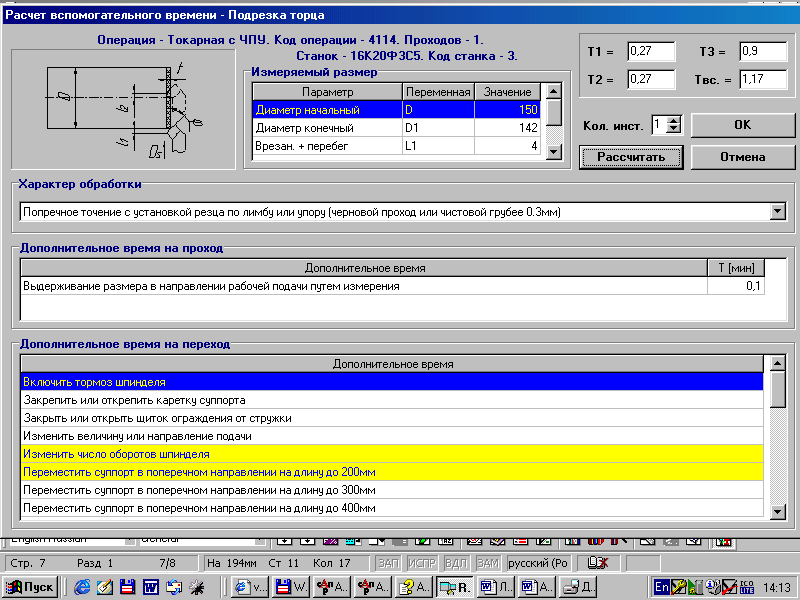 Расчет вспомогательного времени - Подрезка торца
Операция - Токарная с ЧПУ. Код операции - 4114. Проходов - 1.
Станок - 16К20Ф3С5. Код станка - 3.
T1 = 0,27 T3 = 0,9
T2 = 0,27 Tвс. = 1,17
Измеряемый размер
Параметр Переменная Значение
Диаметр начальный D 150
Диаметр конечный D1 142
Врезан. + перебег L1 4
D l2 l1 t Ds
Кол. инст. 1 OK
Рассчитать Отмена
Характер обработки
Попречное точение с установкой резца по лимбу или упору (черновой проход или чистовой грубее 0.3мм)
Дополнительное время на проход
Дополнительное время T [мин]
Выдерживание размера в направлении рабочей подачи путем измерения 0,1
Дополнительное время на переход
Дополнительное время
Включить тормоз шпинделя
Закрепить или открепить каретку суппорта
Закрыть или открыть щиток ограждения от стружки
Изменить величину или направление подачи
Изменить число оборотов шпинделя
Переместить суппорт в поперечном направлении на длину до 200мм
Переместить суппорт в поперечном направлении на длину до 300мм
Переместить суппорт в поперечном направлении на длину до 400мм
English Russian General
Стр. 7 Разд 1 7/8 На 194мм Ст 11 Кол 17 ЗАП ИСПР ВДЛ ЗАМ русский (Ро
Пуск v... W. А.. А.. А.. R. Л.. А.. Д. En 14:13